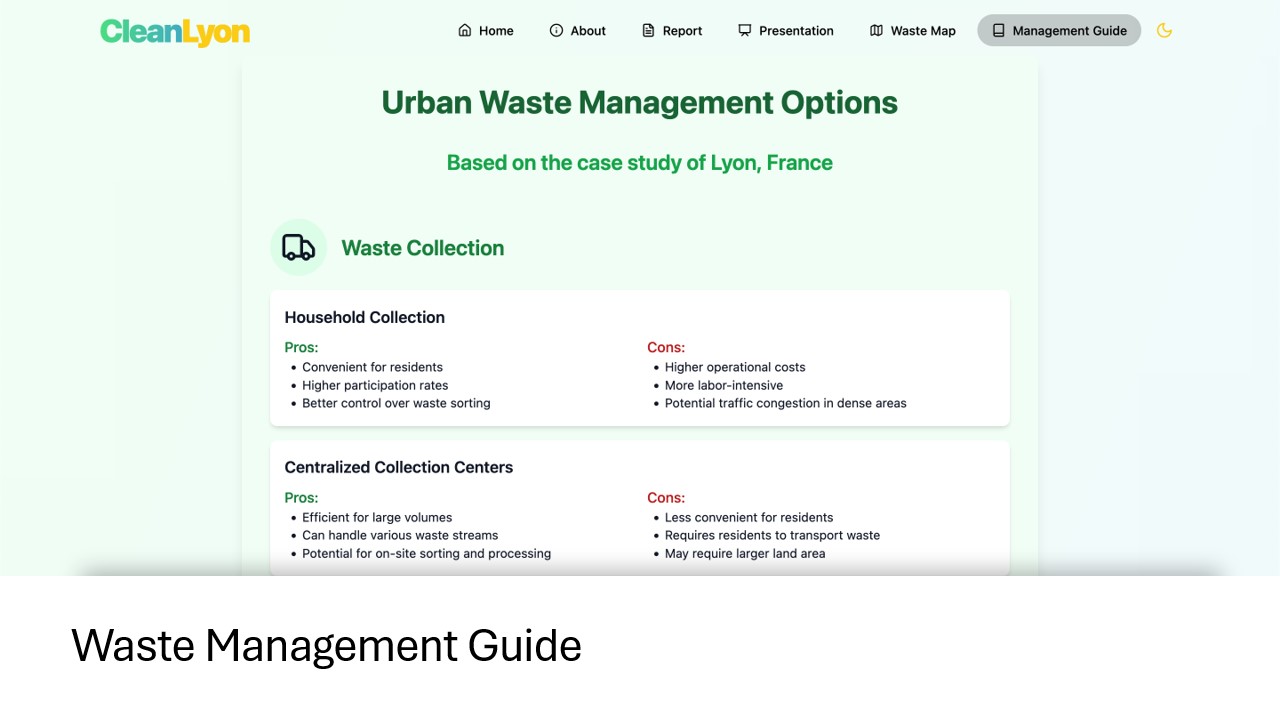 CleanLyon
Home About Report Presentation Waste Map Management Guide
Urban Waste Management Options
Based on the case study of Lyon, France
Waste Collection
Household Collection
Pros:
• Convenient for residents
• Higher participation rates
• Better control over waste sorting
Cons:
• Higher operational costs
• More labor-intensive
• Potential traffic congestion in dense areas
Centralized Collection Centers
Pros:
• Efficient for large volumes
• Can handle various waste streams
• Potential for on-site sorting and processing
Cons:
• Less convenient for residents
• Requires residents to transport waste
• May require larger land area
Waste Management Guide